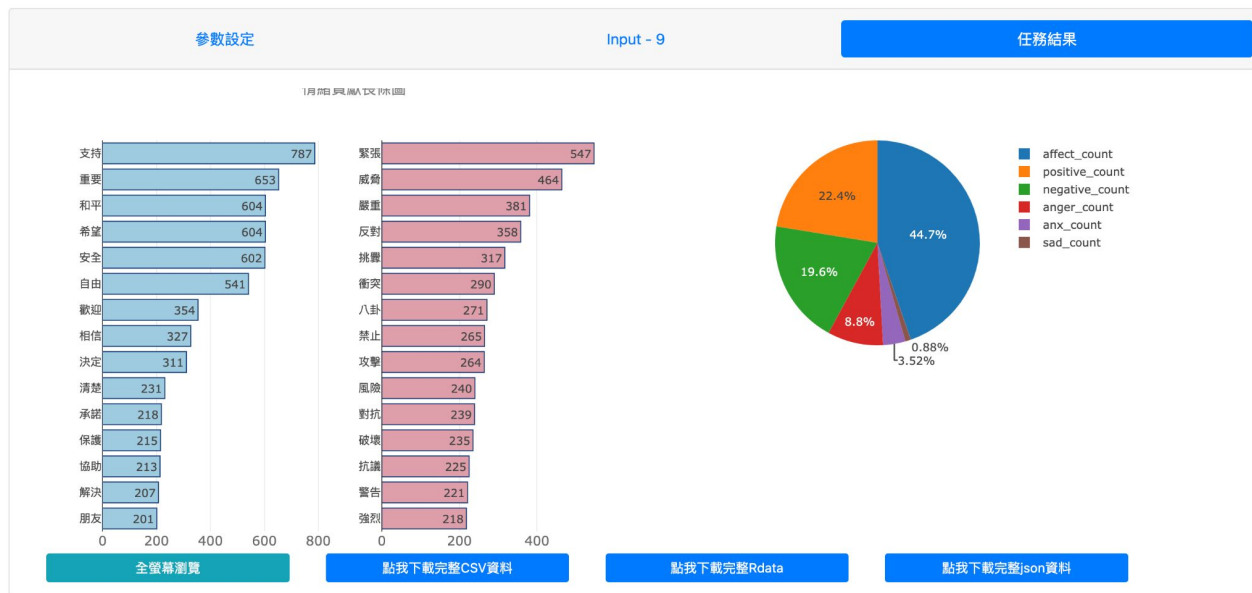 參數設定
Input - 9
任務結果
情緒貢獻長條圖
支持 787
重要 653
和平 604
希望 604
安全 602
自由 541
歡迎 354
相信 327
決定 311
清楚 231
承諾 218
保護 215
協助 213
解決 207
朋友 201
0 200 400 600 800
緊張 547
威脅 464
嚴重 381
反對 358
挑釁 317
衝突 290
八卦 271
禁止 265
攻擊 264
風險 240
對抗 239
破壞 235
抗議 225
警告 221
強烈 218
0 200 400
44.7%
22.4%
19.6%
8.8%
3.52%
0.88%
affect_count
positive_count
negative_count
anger_count
anx_count
sad_count
全螢幕瀏覽
點我下載完整CSV資料
點我下載完整Rdata
點我下載完整json資料